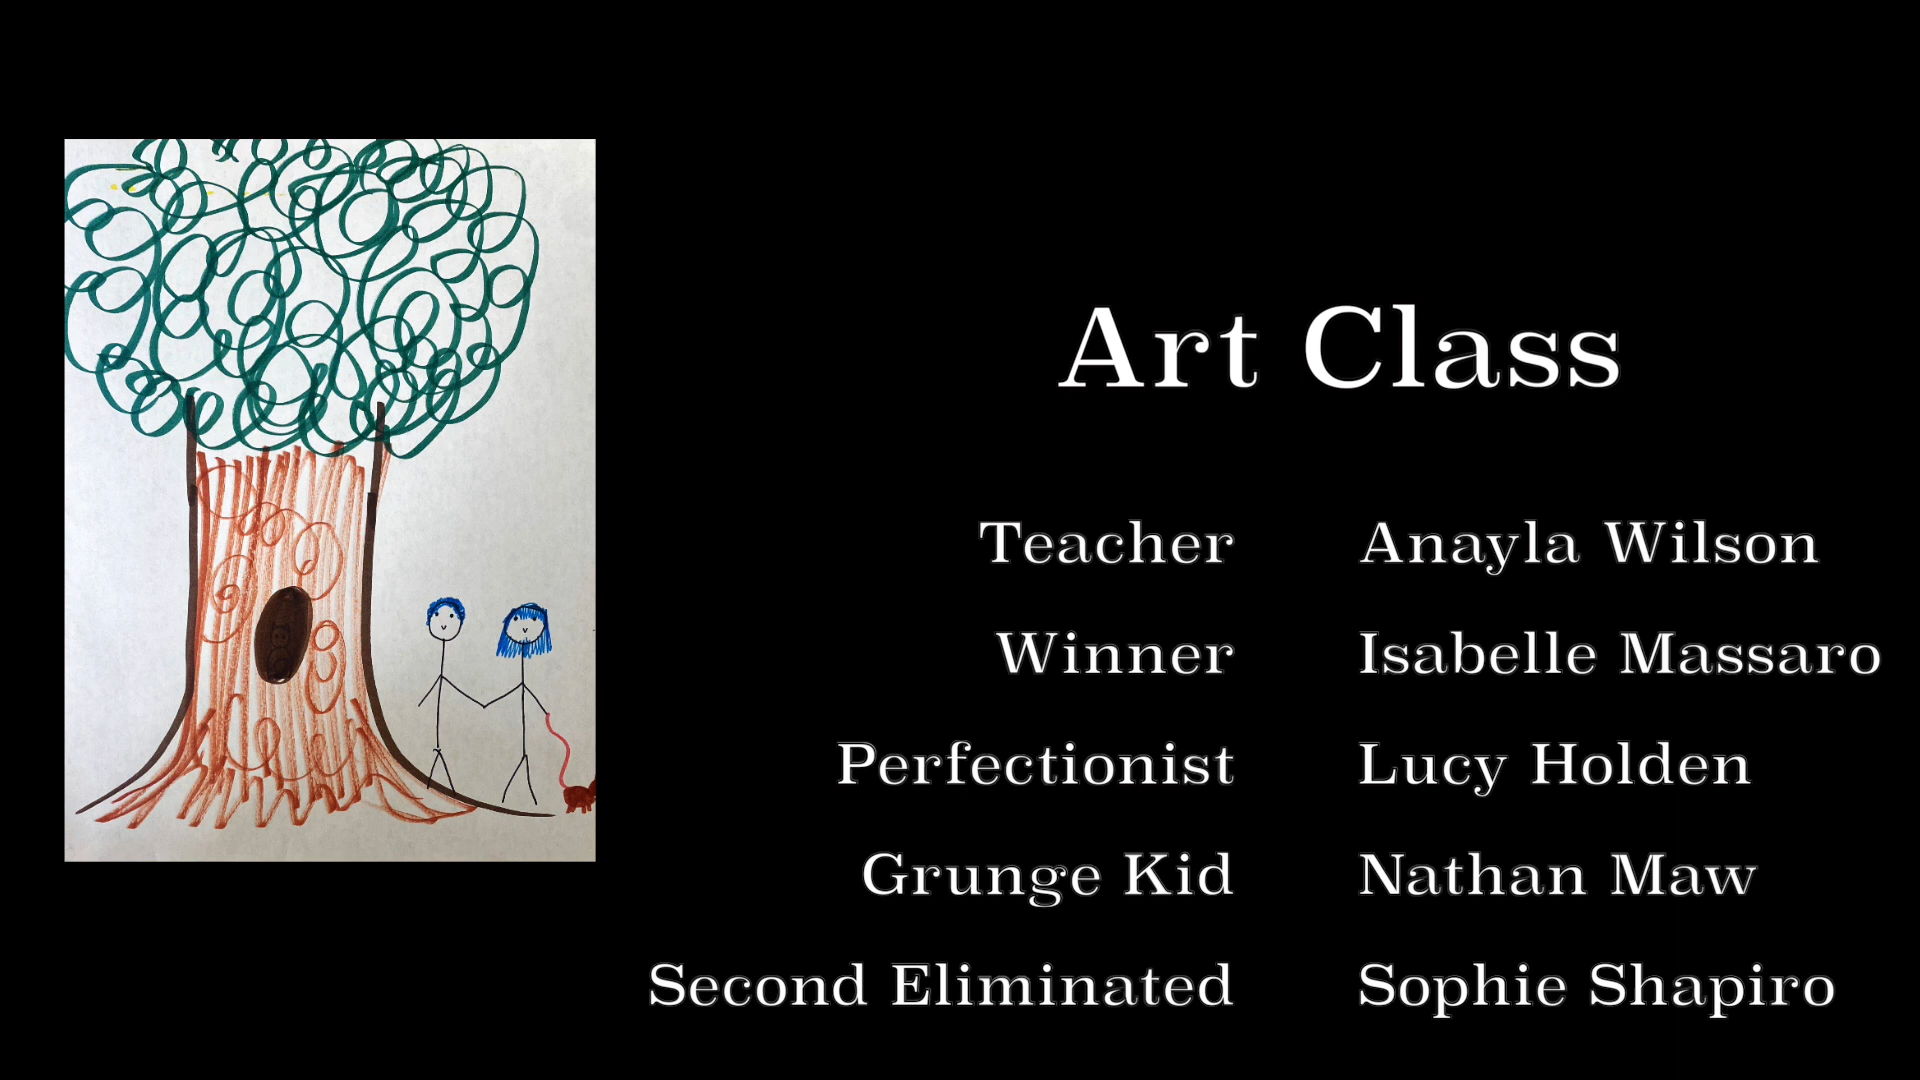 Art Class
Teacher Anayla Wilson
Winner Isabelle Massaro
Perfectionist Lucy Holden
Grunge Kid Nathan Maw
Second Eliminated Sophie Shapiro